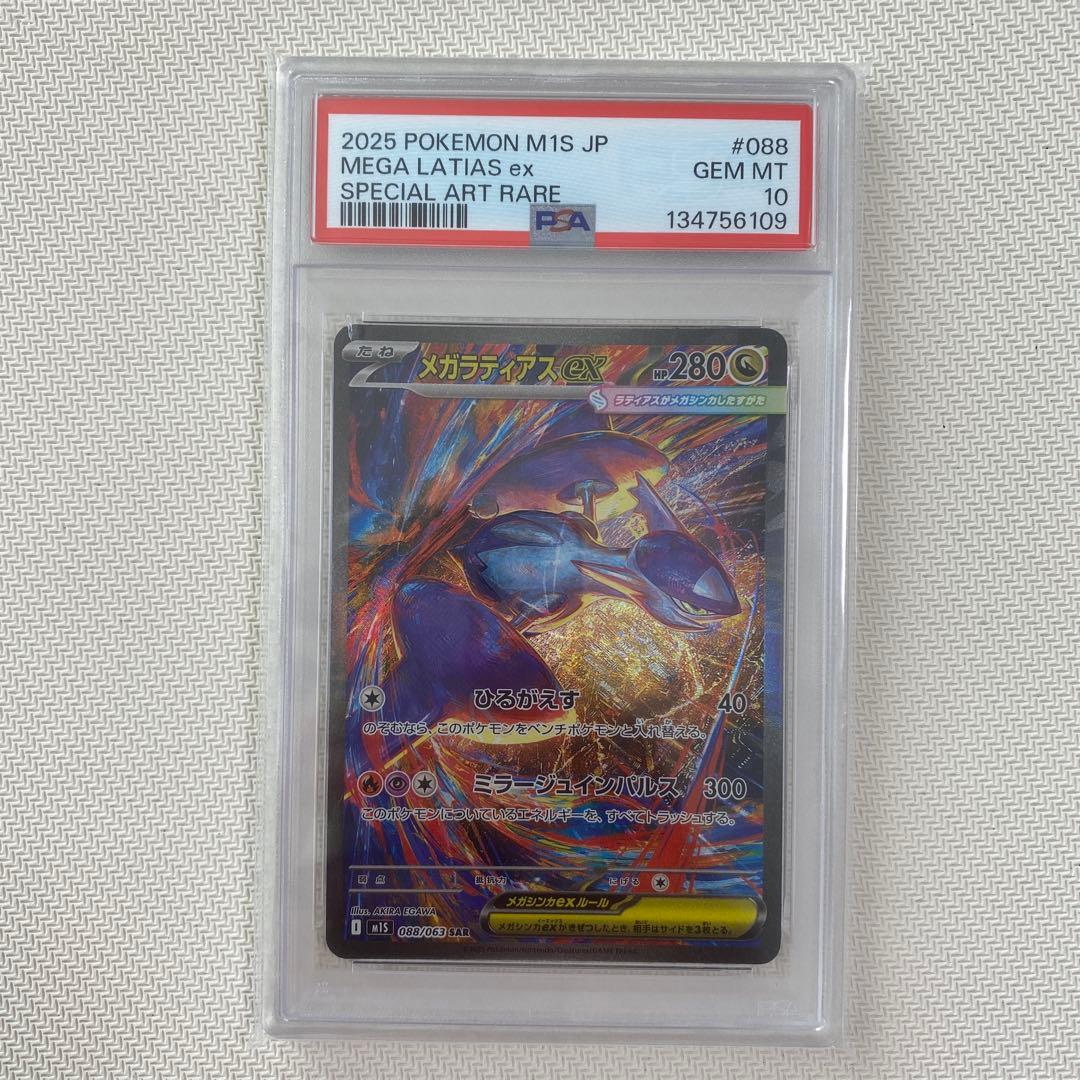 2025 POKEMON M1S JP #088
MEGA LATIAS ex GEM MT
SPECIAL ART RARE 10
PSA 134756109
たね メガラティアスex HP280
ラティアスがメガシンカしたすがた
ひるがえす 40
のぞむなら、このポケモンをベンチポケモンと入れ替える。
ミラージュインパルス 300
このポケモンについているエネルギーを、すべてトラッシュする。
弱点 抵抗力 にげる
メガシンカexルール
Illus. AKIRA EGAWA
メガシンカexがきぜつしたとき、相手はサイドを3枚とる。
M1S 088/063 SAR